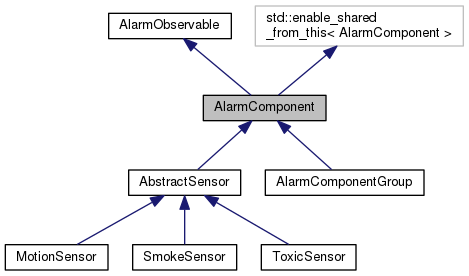 AlarmObservable
std::enable_shared
_from_this< AlarmComponent >
AlarmComponent
AbstractSensor
AlarmComponentGroup
MotionSensor
SmokeSensor
ToxicSensor